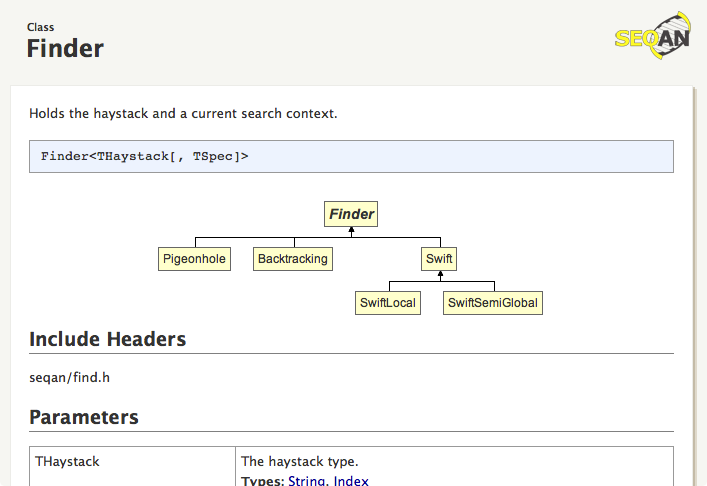 Class
Finder
SEQAN
Holds the haystack and a current search context.
Finder<THaystack[, TSpec]>
Finder
Pigeonhole Backtracking Swift
SwiftLocal SwiftSemiGlobal
Include Headers
seqan/find.h
Parameters
THaystack The haystack type.
Types: String, Index